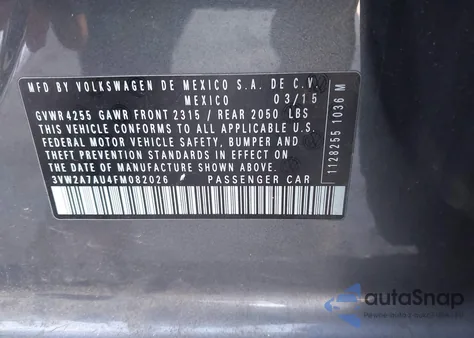 MFD BY VOLKSWAGEN DE MEXICO S.A. DE C.V.
MEXICO 03/15
GVWR 4255 GAWR FRONT 2315 / REAR 2050 LBS
THIS VEHICLE CONFORMS TO ALL APPLICABLE U.S.
FEDERAL MOTOR VEHICLE SAFETY, BUMPER AND
THEFT PREVENTION STANDARDS IN EFFECT ON
THE DATE OF MANUFACTURE SHOWN ABOVE
3VW2A7AU4FM082026 PASSENGER CAR
1128255 1036 M
autoSnap